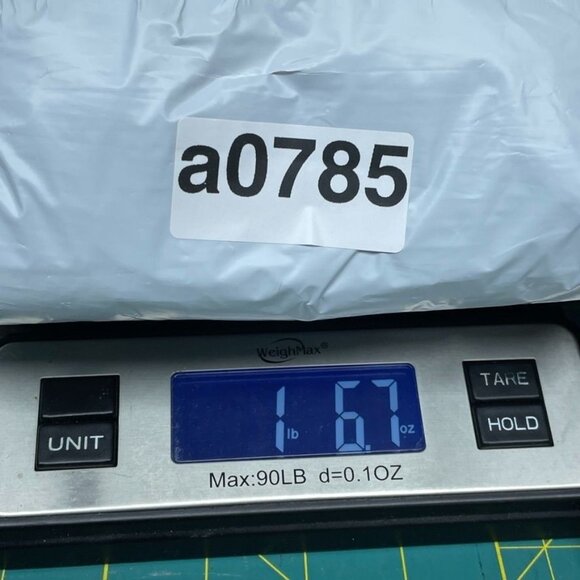 a0785
WeighMax®
1 lb 6.7 oz
TARE
UNIT
HOLD
Max:90LB d=0.1OZ